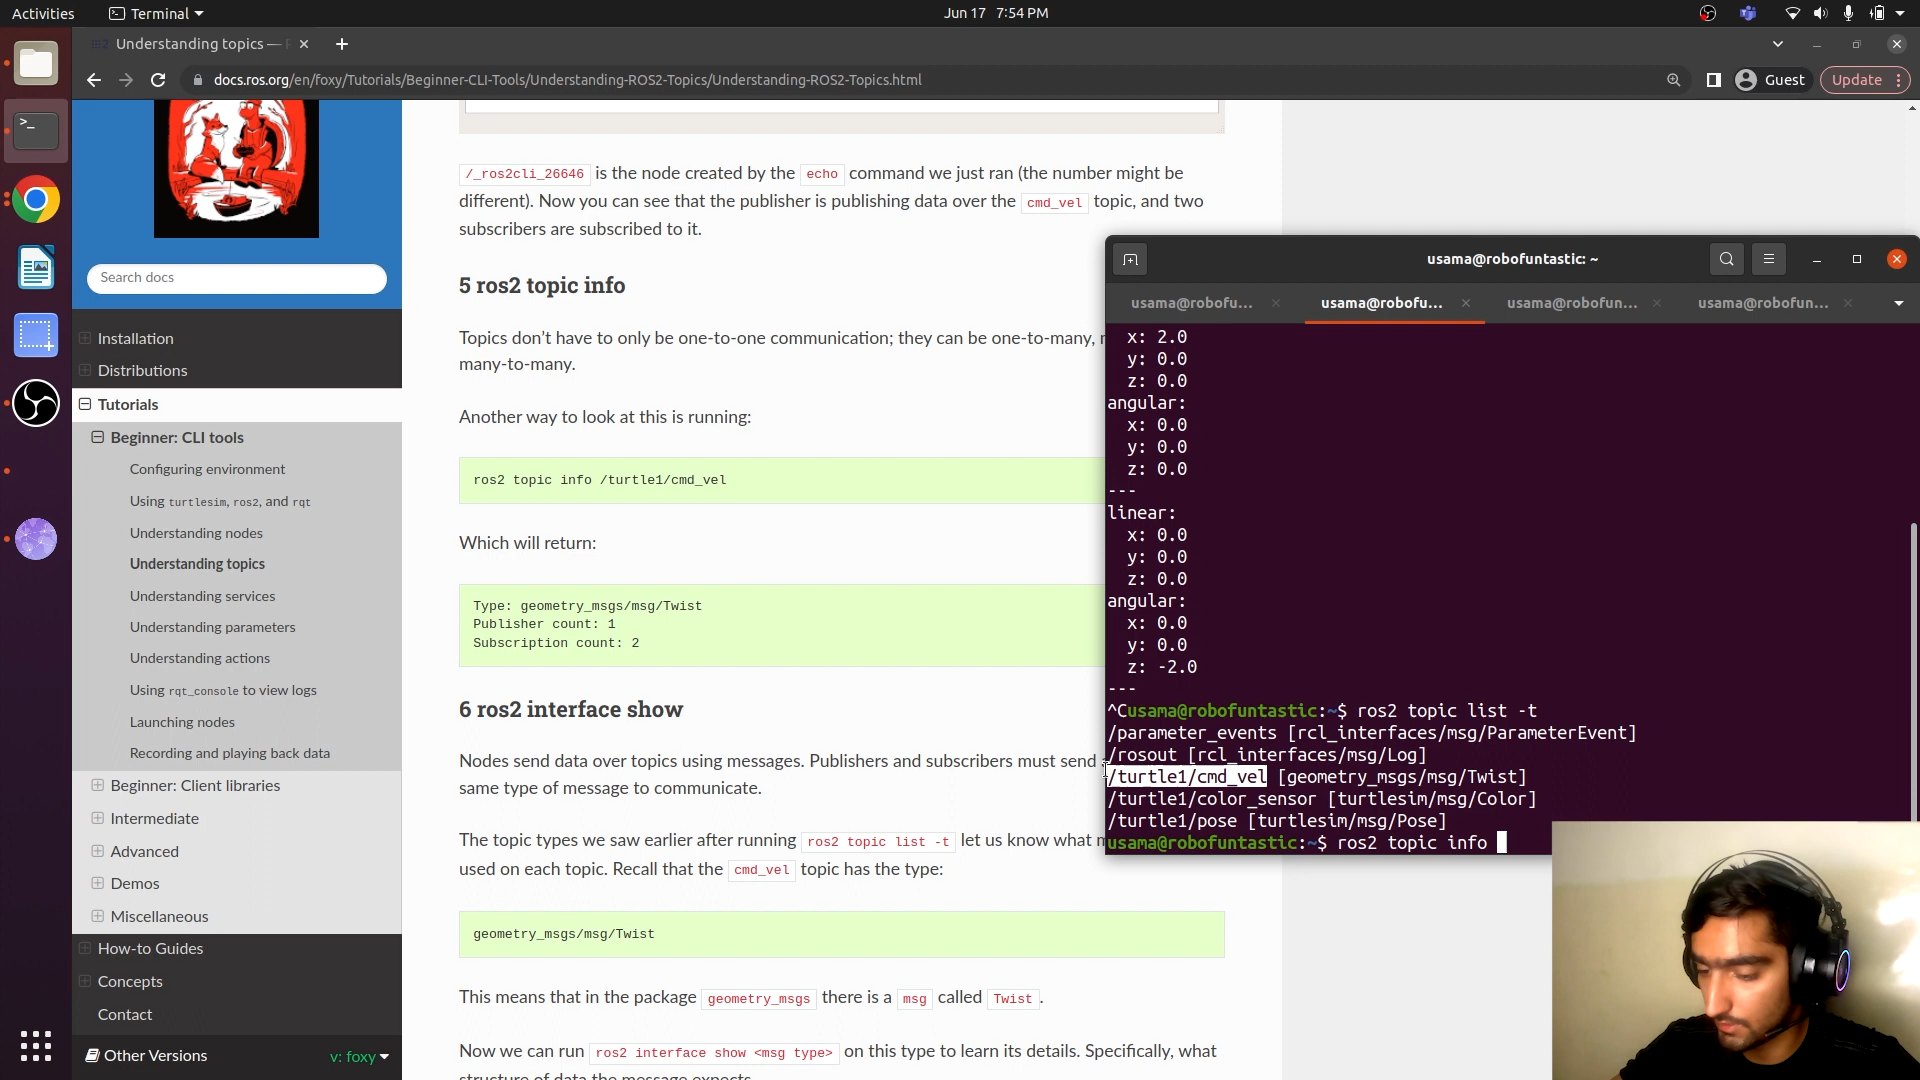 Activities
Terminal
Jun 17 7:54 PM
Understanding topics —
docs.ros.org/en/foxy/Tutorials/Beginner-CLI-Tools/Understanding-ROS2-Topics/Understanding-ROS2-Topics.html
Guest
Update
Search docs
Installation
Distributions
Tutorials
Beginner: CLI tools
Configuring environment
Using turtlesim, ros2, and rqt
Understanding nodes
Understanding topics
Understanding services
Understanding parameters
Understanding actions
Using rqt_console to view logs
Launching nodes
Recording and playing back data
Beginner: Client libraries
Intermediate
Advanced
Demos
Miscellaneous
How-to Guides
Concepts
Contact
Other Versions
v: foxy
/_ros2cli_26646 is the node created by the echo command we just ran (the number might be
different). Now you can see that the publisher is publishing data over the cmd_vel topic, and two
subscribers are subscribed to it.
5 ros2 topic info
Topics don’t have to only be one-to-one communication; they can be one-to-many,
many-to-many.
Another way to look at this is running:
ros2 topic info /turtle1/cmd_vel
Which will return:
Type: geometry_msgs/msg/Twist
Publisher count: 1
Subscription count: 2
6 ros2 interface show
Nodes send data over topics using messages. Publishers and subscribers must send
same type of message to communicate.
The topic types we saw earlier after running ros2 topic list -t let us know what
used on each topic. Recall that the cmd_vel topic has the type:
geometry_msgs/msg/Twist
This means that in the package geometry_msgs there is a msg called Twist.
Now we can run ros2 interface show <msg type> on this type to learn its details. Specifically, what
structure of data the message expects.
usama@robofuntastic: ~
usama@robofu...
usama@robofu...
usama@robofun...
usama@robofun...
x: 2.0
y: 0.0
z: 0.0
angular:
x: 0.0
y: 0.0
z: 0.0
---
linear:
x: 0.0
y: 0.0
z: 0.0
angular:
x: 0.0
y: 0.0
z: -2.0
---
^Cusama@robofuntastic:~$ ros2 topic list -t
/parameter_events [rcl_interfaces/msg/ParameterEvent]
/rosout [rcl_interfaces/msg/Log]
/turtle1/cmd_vel [geometry_msgs/msg/Twist]
/turtle1/color_sensor [turtlesim/msg/Color]
/turtle1/pose [turtlesim/msg/Pose]
usama@robofuntastic:~$ ros2 topic info